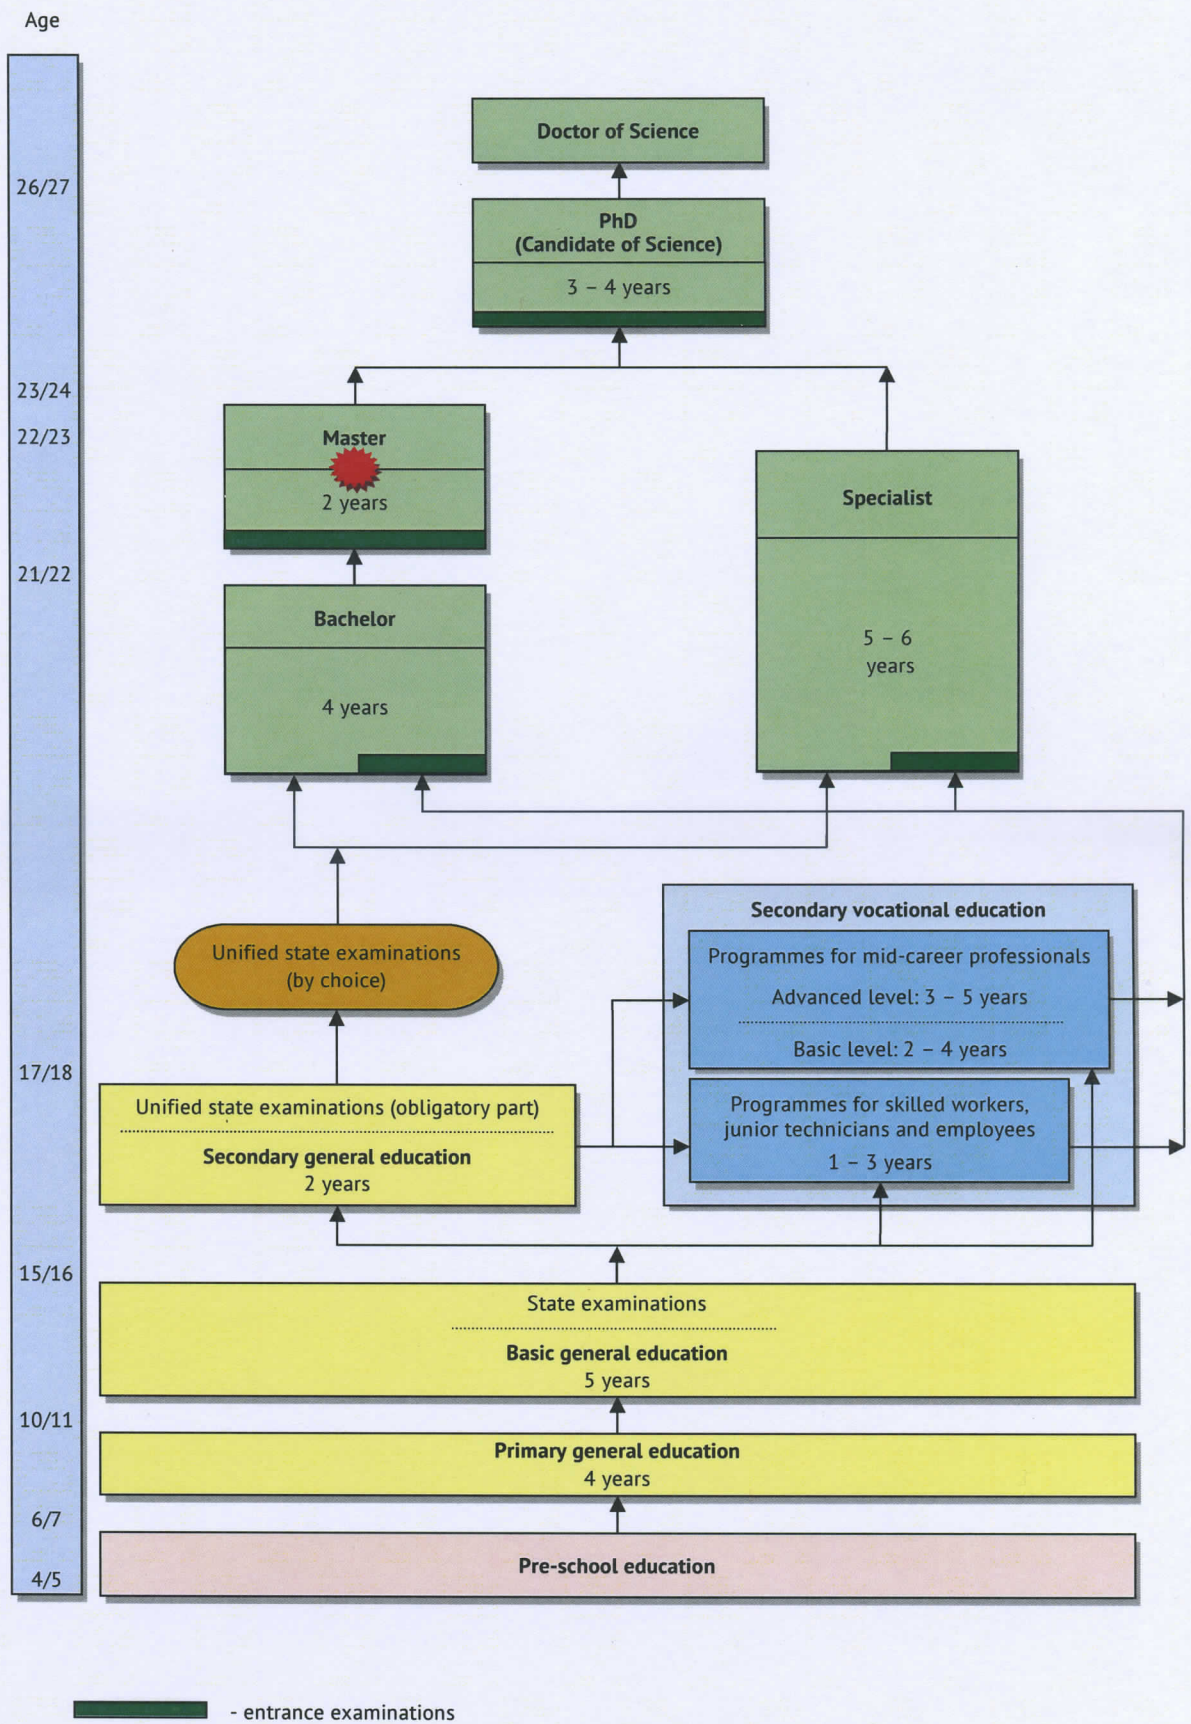 Age
Doctor of Science
26/27
PhD
(Candidate of Science)
3 – 4 years
23/24
22/23
Master
2 years
Specialist
21/22
Bachelor
5 – 6
years
4 years
Secondary vocational education
Unified state examinations
(by choice)
Programmes for mid-career professionals
Advanced level: 3 – 5 years
Basic level: 2 – 4 years
17/18
Unified state examinations (obligatory part)
Secondary general education
2 years
Programmes for skilled workers,
junior technicians and employees
1 – 3 years
15/16
State examinations
Basic general education
5 years
10/11
Primary general education
4 years
6/7
Pre-school education
4/5
- entrance examinations